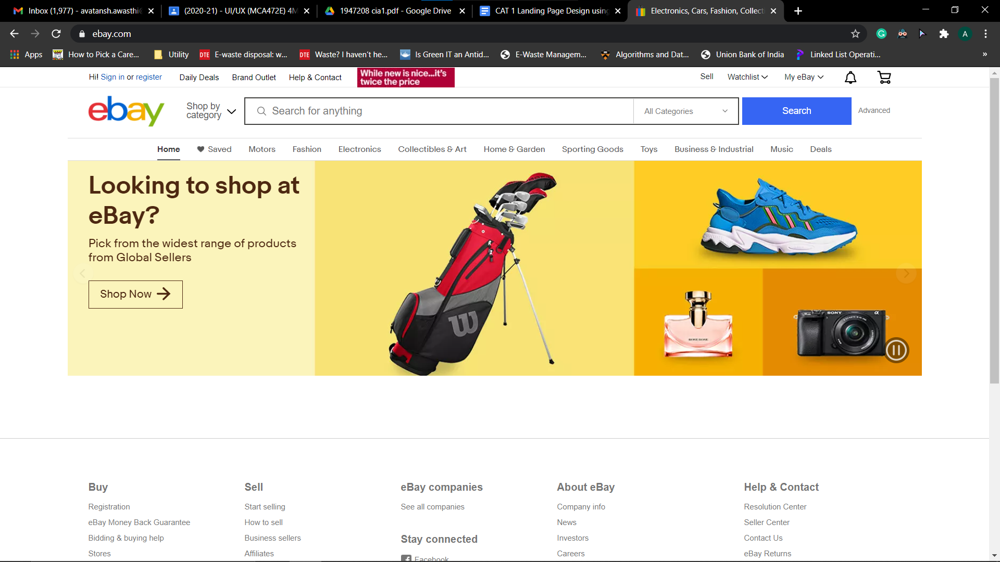 Inbox (1,977) - avatansh.awasthi@
(2020-21) - UI/UX (MCA472E) 4M
1947208 cia1.pdf - Google Drive
CAT 1 Landing Page Design using
Electronics, Cars, Fashion, Collecti
ebay.com
A
Apps
How to Pick a Care...
Utility
DTE E-waste disposal: w...
DTE Waste? I haven't he...
Is Green IT an Antid...
E-Waste Managem...
Algorithms and Dat...
Union Bank of India
Linked List Operati...
»
Hi! Sign in or register
Daily Deals
Brand Outlet
Help & Contact
While new is nice...it's
twice the price
Sell
Watchlist
My eBay
ebay
Shop by
category
Search for anything
All Categories
Search
Advanced
Home
Saved
Motors
Fashion
Electronics
Collectibles & Art
Home & Garden
Sporting Goods
Toys
Business & Industrial
Music
Deals
Looking to shop at
eBay?
Pick from the widest range of products
from Global Sellers
Shop Now
W
SONY α
Buy
Registration
eBay Money Back Guarantee
Bidding & buying help
Stores
Sell
Start selling
How to sell
Business sellers
Affiliates
eBay companies
See all companies
Stay connected
Facebook
About eBay
Company info
News
Investors
Careers
Help & Contact
Resolution Center
Seller Center
Contact Us
eBay Returns